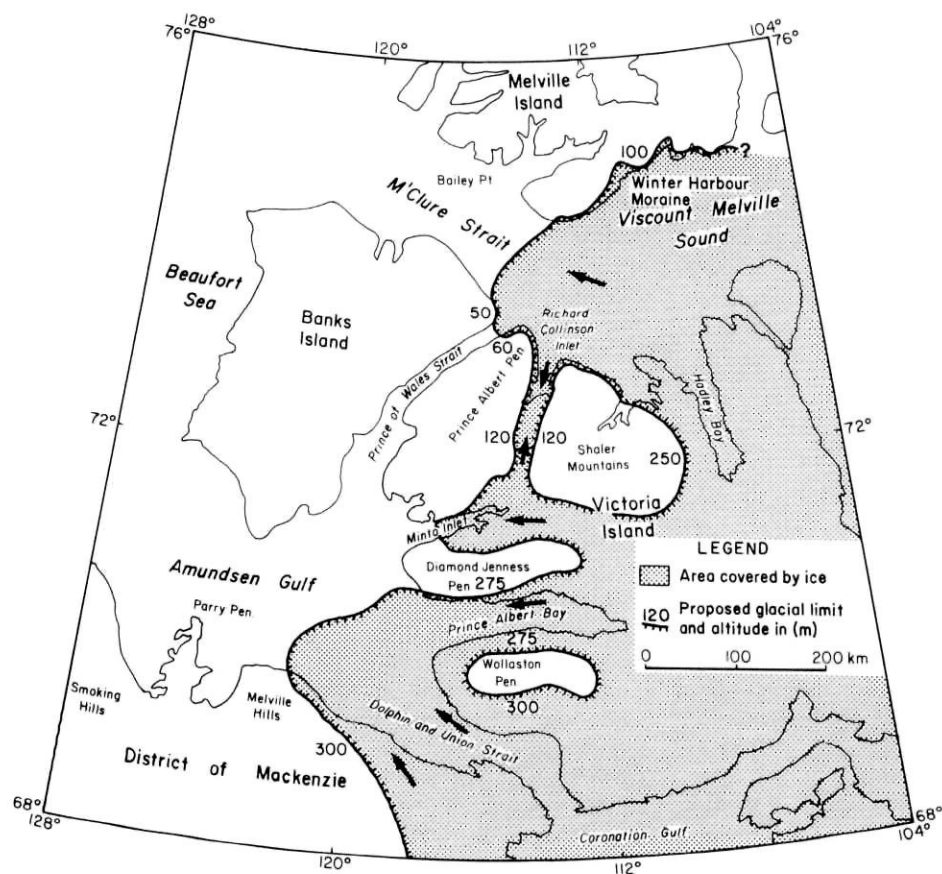 128°
76°
120°
112°
104°
76°
Melville
Island
100
?
Bailey Pt
Winter Harbour
Moraine
M'Clure Strait
Viscount Melville
Sound
Beaufort
Sea
Banks
Island
50
60
Richard
Collinson
Inlet
Prince of Wales Strait
Prince Albert Pen
Hadley Bay
72°
72°
120
120
Shaler
Mountains
250
Victoria
Island
Minto Inlet
LEGEND
Area covered by ice
120 Proposed glacial limit
and altitude in (m)
0 100 200 km
Diamond Jenness
Pen 275
Amundsen Gulf
Parry Pen.
Prince Albert Bay
275
Wollaston
Pen
300
Smoking
Hills
Melville
Hills
Dolphin and Union Strait
300
District of Mackenzie
68°
128°
120°
Coronation Gulf
112°
68°
104°